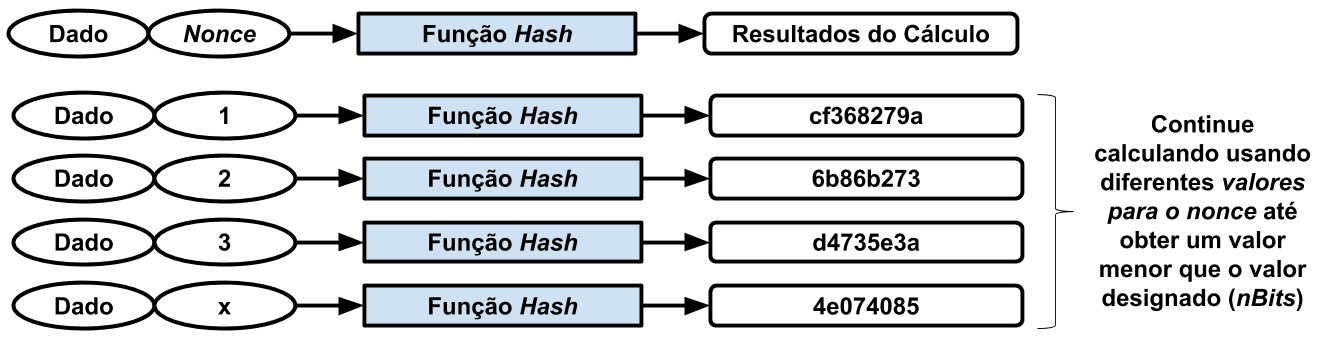 Dado Nonce Função Hash Resultados do Cálculo
Dado 1 Função Hash cf368279a
Dado 2 Função Hash 6b86b273
Dado 3 Função Hash d4735e3a
Dado x Função Hash 4e074085
Continue
calculando usando
diferentes valores
para o nonce até
obter um valor
menor que o valor
designado (nBits)